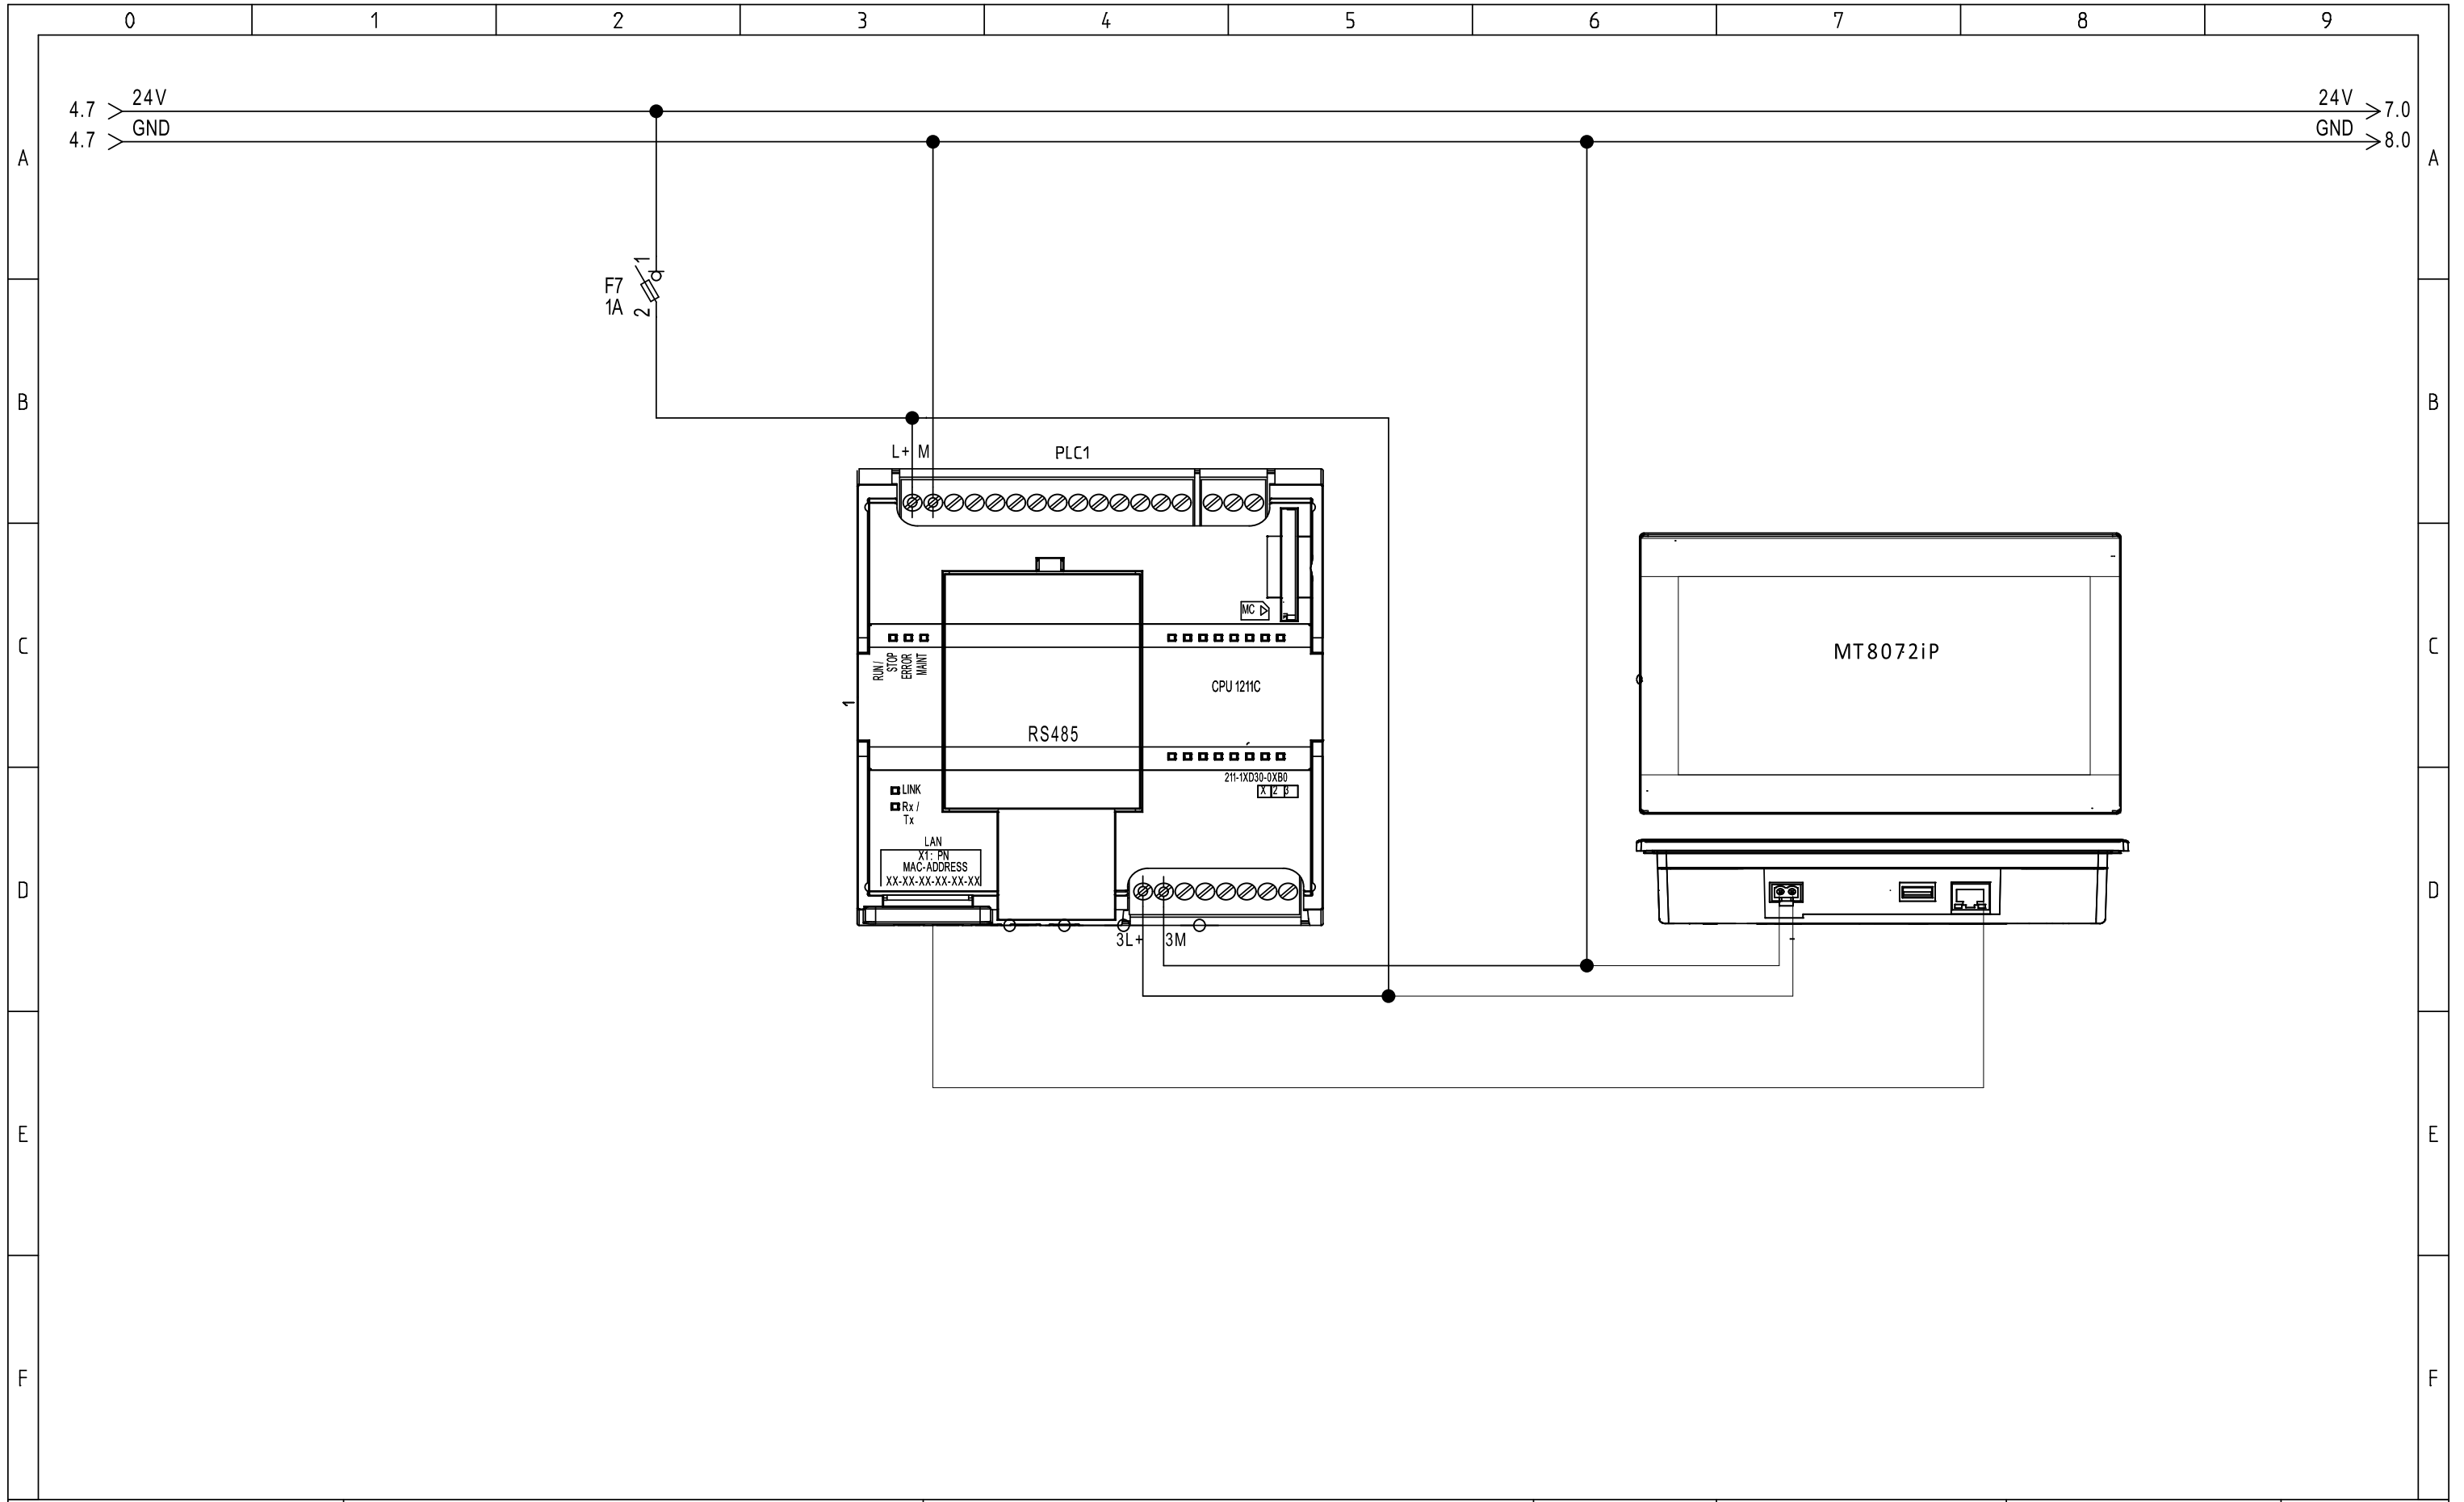 0 1 2 3 4 5 6 7 8 9
4.7 24V 24V 7.0
4.7 GND GND 8.0
A A
1
F7
1A
2
B B
L+ M PLC1
MC
C C
RUN /
STOP
ERROR
MAINT
MT8072iP
CPU 1211C
1
RS485
211-1XD30-0XB0
X 2 3
LINK
Rx /
Tx
LAN
X1: PN
MAC-ADDRESS
XX-XX-XX-XX-XX-XX
D D
3L+ 3M
E E
F F